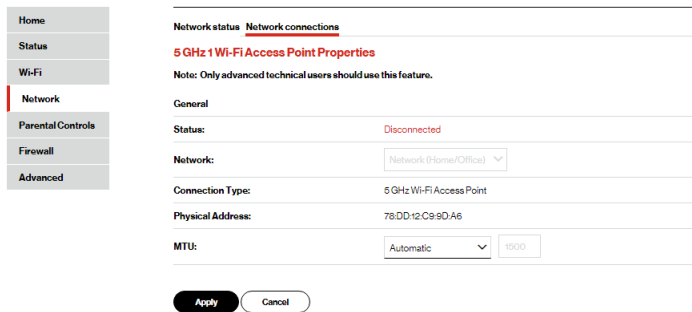 Home
Status
Wi-Fi
Network
Parental Controls
Firewall
Advanced
Network status Network connections
5 GHz 1 Wi-Fi Access Point Properties
Note: Only advanced technical users should use this feature.
General
Status: Disconnected
Network: Network (Home/Office)
Connection Type: 5 GHz Wi-Fi Access Point
Physical Address: 78:DD:12:C9:9D:A6
MTU: Automatic 1500
Apply Cancel